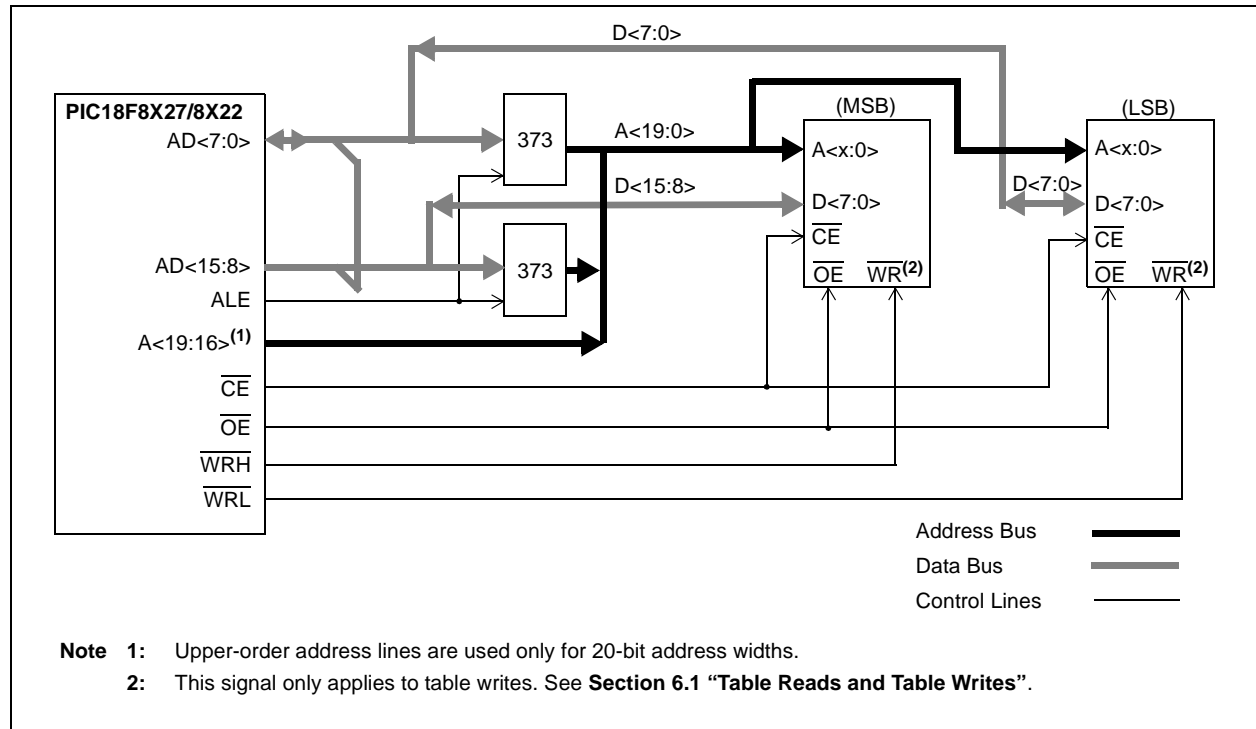 D<7:0>
PIC18F8X27/8X22
AD<7:0>
AD<15:8>
ALE
A<19:16>(1)
CE
OE
WRH
WRL
373
373
A<19:0>
D<15:8>
(MSB)
A<x:0>
D<7:0>
CE
OE WR(2)
(LSB)
A<x:0>
D<7:0>
D<7:0>
CE
OE WR(2)
Address Bus
Data Bus
Control Lines
Note 1: Upper-order address lines are used only for 20-bit address widths.
2: This signal only applies to table writes. See Section 6.1 “Table Reads and Table Writes”.